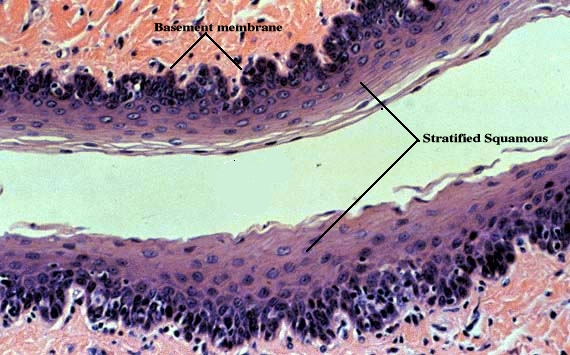 Basement membrane
Stratified Squamous